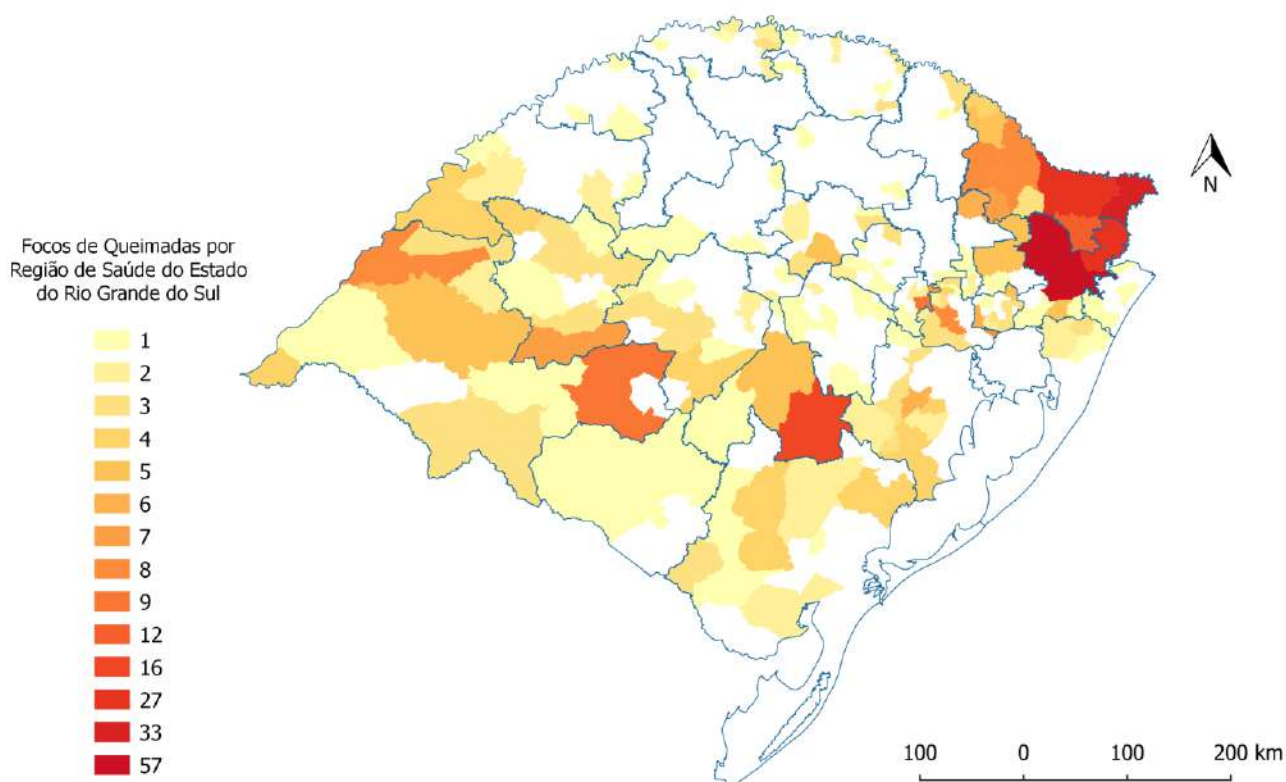 N
Focos de Queimadas por
Região de Saúde do Estado
do Rio Grande do Sul
1
2
3
4
5
6
7
8
9
12
16
27
33
57
100 0 100 200 km